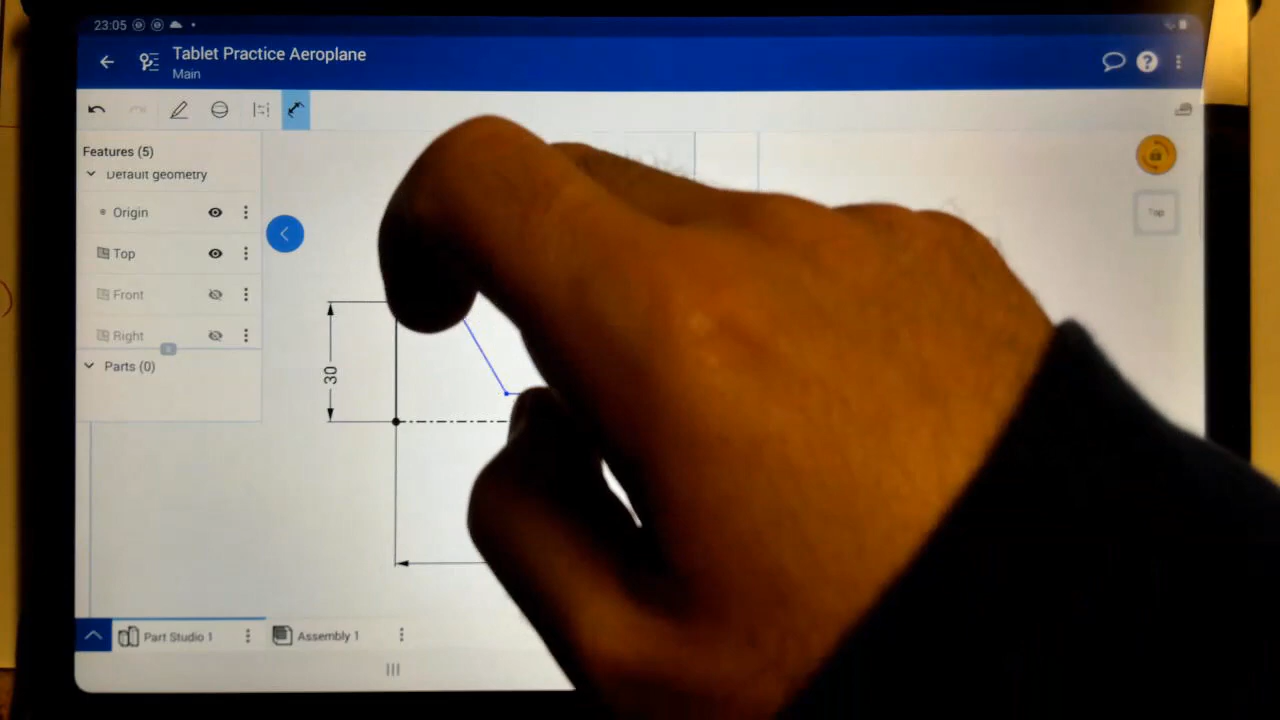 23:05
Tablet Practice Aeroplane
Main
Features (5)
Default geometry
Origin
Top
Front
Right
Parts (0)
Top
30
Part Studio 1
Assembly 1